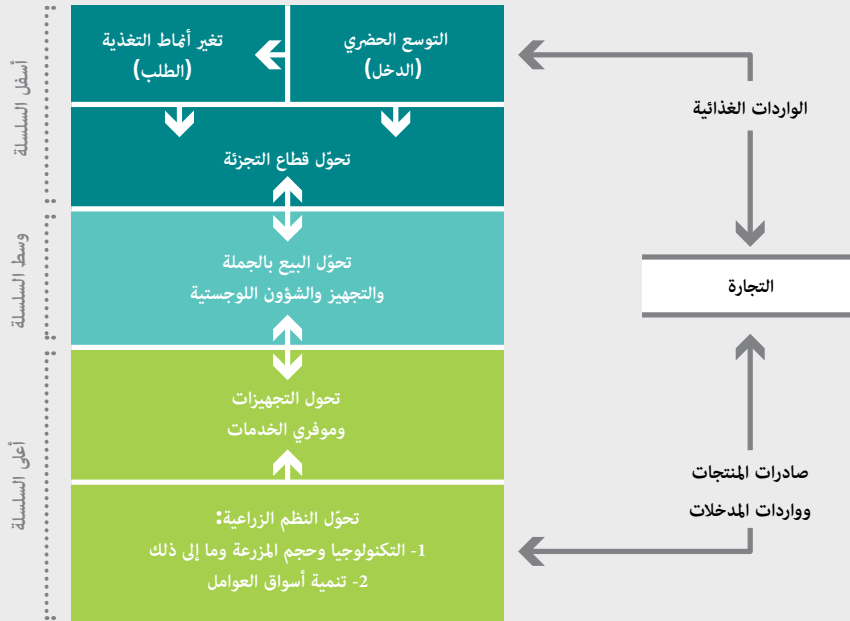 أسفل السلسلة
التوسع الحضري
(الدخل)
تغير أنماط التغذية
(الطلب)
تحوّل قطاع التجزئة
وسط السلسلة
تحوّل البيع بالجملة
والتجهيز والشؤون اللوجستية
أعلى السلسلة
تحول التجهيزات
وموفري الخدمات
تحوّل النظم الزراعية:
1- التكنولوجيا وحجم المزرعة وما إلى ذلك
2- تنمية أسواق العوامل
الواردات الغذائية
التجارة
صادرات المنتجات
وواردات المدخلات